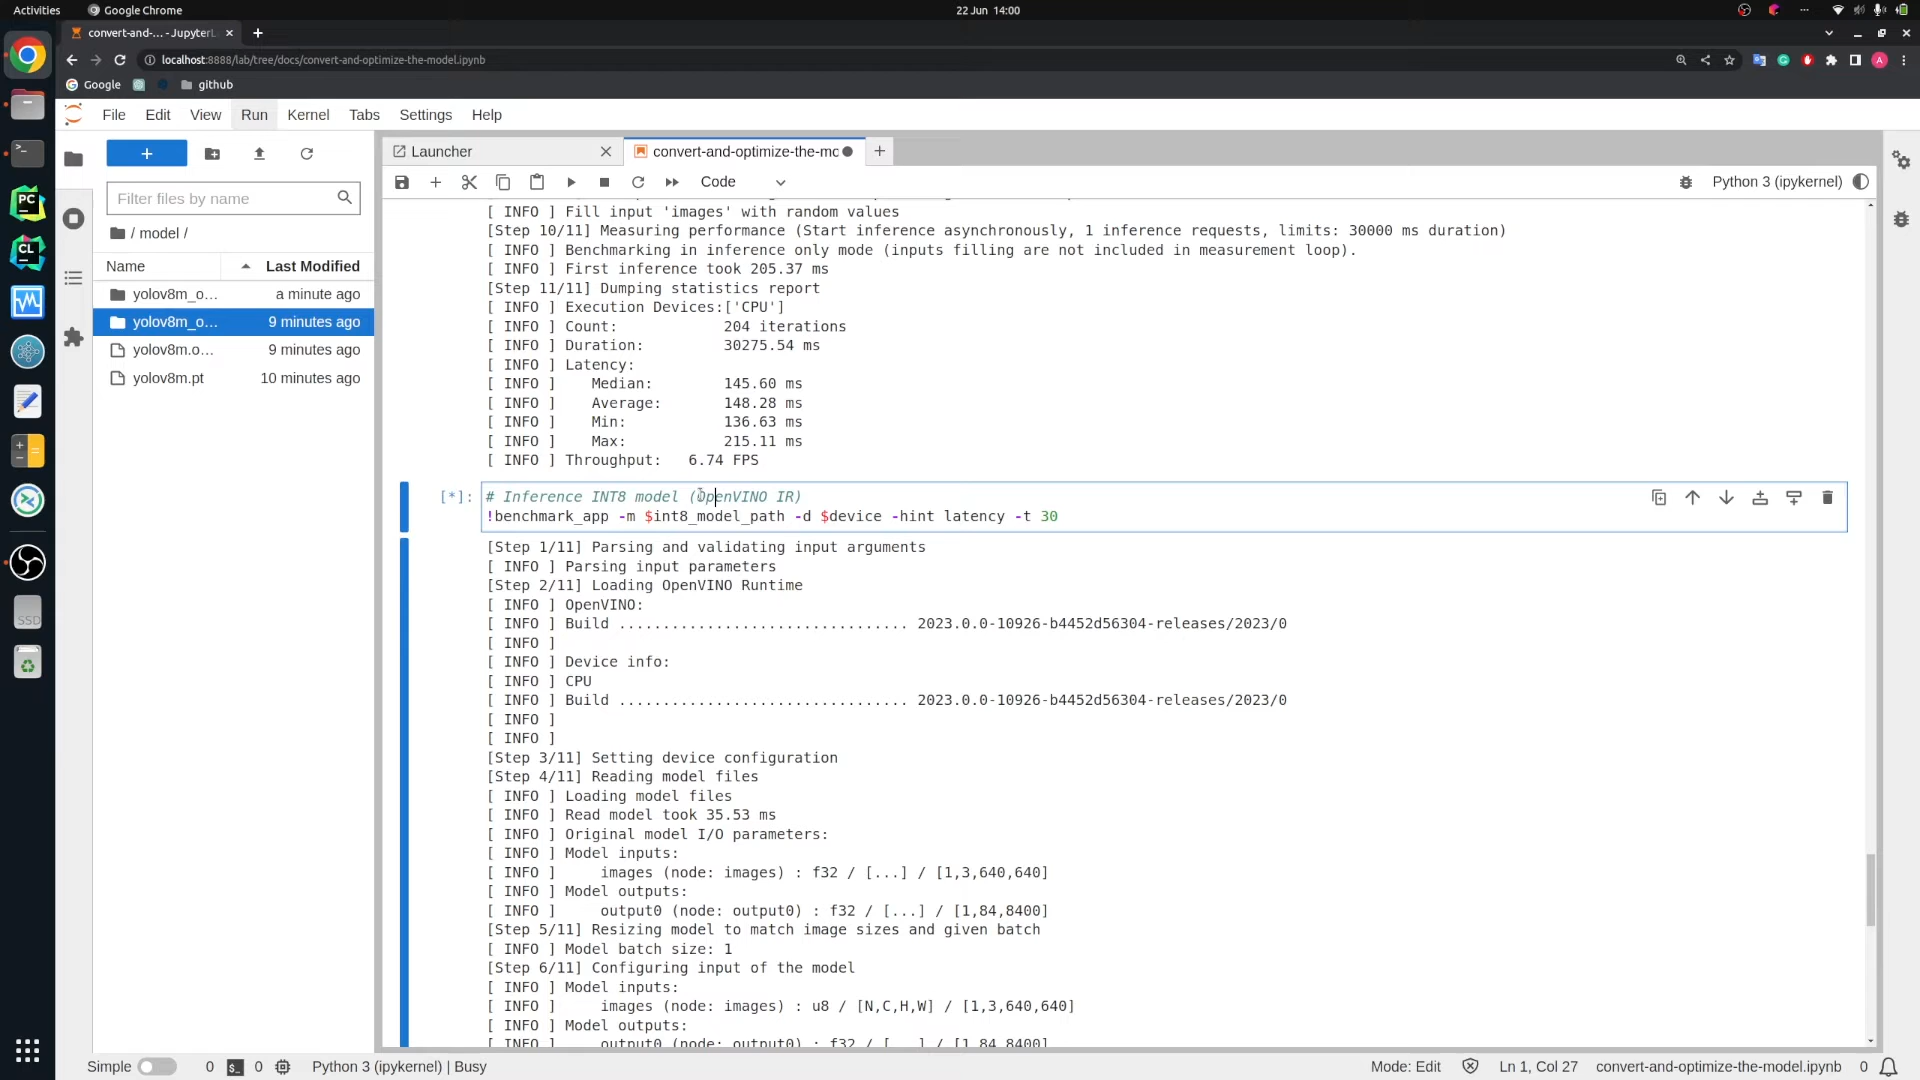 Activities
Google Chrome
22 Jun 14:00
convert-and-... - JupyterL
localhost:8888/lab/tree/docs/convert-and-optimize-the-model.ipynb
A
Google
github
File Edit View Run Kernel Tabs Settings Help
Launcher
convert-and-optimize-the-mo
Filter files by name
Code
Python 3 (ipykernel)
/ model /
Name
Last Modified
yolov8m_o... a minute ago
yolov8m_o... 9 minutes ago
yolov8m.o... 9 minutes ago
yolov8m.pt 10 minutes ago
PC
CL
SSD
[ INFO ] Fill input 'images' with random values
[Step 10/11] Measuring performance (Start inference asynchronously, 1 inference requests, limits: 30000 ms duration)
[ INFO ] Benchmarking in inference only mode (inputs filling are not included in measurement loop).
[ INFO ] First inference took 205.37 ms
[Step 11/11] Dumping statistics report
[ INFO ] Execution Devices:['CPU']
[ INFO ] Count: 204 iterations
[ INFO ] Duration: 30275.54 ms
[ INFO ] Latency:
[ INFO ] Median: 145.60 ms
[ INFO ] Average: 148.28 ms
[ INFO ] Min: 136.63 ms
[ INFO ] Max: 215.11 ms
[ INFO ] Throughput: 6.74 FPS
[*]: # Inference INT8 model (OpenVINO IR)
!benchmark_app -m $int8_model_path -d $device -hint latency -t 30
[Step 1/11] Parsing and validating input arguments
[ INFO ] Parsing input parameters
[Step 2/11] Loading OpenVINO Runtime
[ INFO ] OpenVINO:
[ INFO ] Build ................................. 2023.0.0-10926-b4452d56304-releases/2023/0
[ INFO ]
[ INFO ] Device info:
[ INFO ] CPU
[ INFO ] Build ................................. 2023.0.0-10926-b4452d56304-releases/2023/0
[ INFO ]
[ INFO ]
[Step 3/11] Setting device configuration
[Step 4/11] Reading model files
[ INFO ] Loading model files
[ INFO ] Read model took 35.53 ms
[ INFO ] Original model I/O parameters:
[ INFO ] Model inputs:
[ INFO ] images (node: images) : f32 / [...] / [1,3,640,640]
[ INFO ] Model outputs:
[ INFO ] output0 (node: output0) : f32 / [...] / [1,84,8400]
[Step 5/11] Resizing model to match image sizes and given batch
[ INFO ] Model batch size: 1
[Step 6/11] Configuring input of the model
[ INFO ] Model inputs:
[ INFO ] images (node: images) : u8 / [N,C,H,W] / [1,3,640,640]
[ INFO ] Model outputs:
[ INFO ] output0 (node: output0) : f32 / [...] / [1,84,8400]
Simple
0
0
Python 3 (ipykernel) | Busy
Mode: Edit
Ln 1, Col 27
convert-and-optimize-the-model.ipynb
0